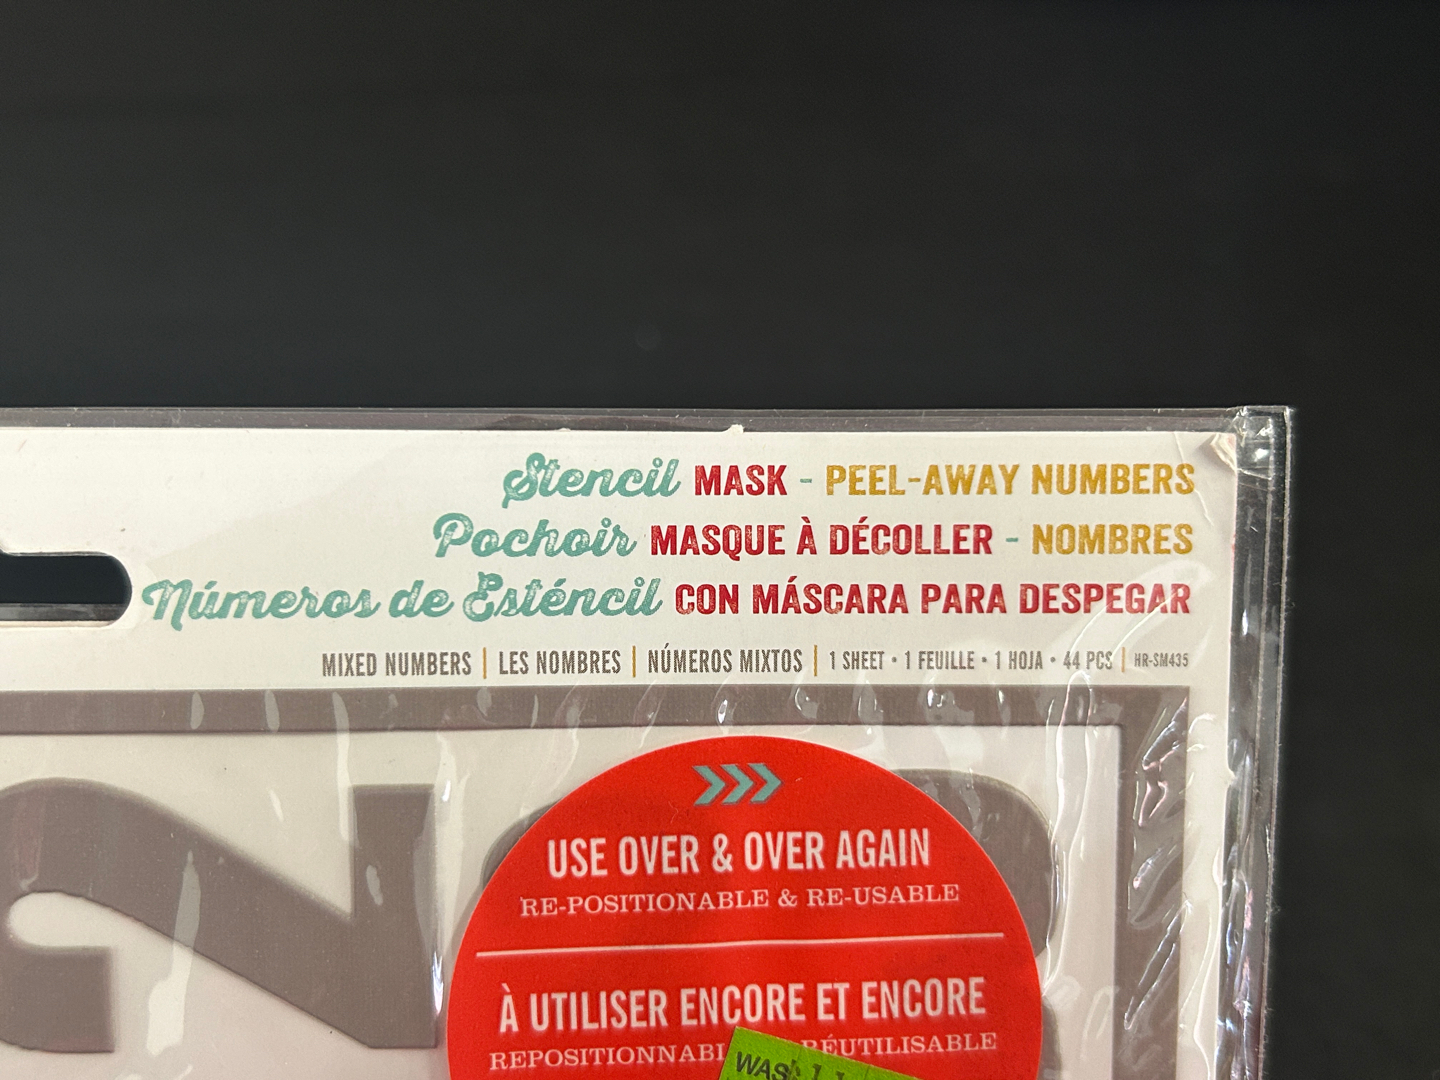 Stencil MASK - PEEL-AWAY NUMBERS
Pochoir MASQUE À DÉCOLLER - NOMBRES
Números de Esténcil CON MÁSCARA PARA DESPEGAR
MIXED NUMBERS | LES NOMBRES | NÚMEROS MIXTOS | 1 SHEET • 1 FEUILLE • 1 HOJA • 44 PCS | HR-SM435
2
USE OVER & OVER AGAIN
RE-POSITIONABLE & RE-USABLE
À UTILISER ENCORE ET ENCORE
RÉUTILISABLE